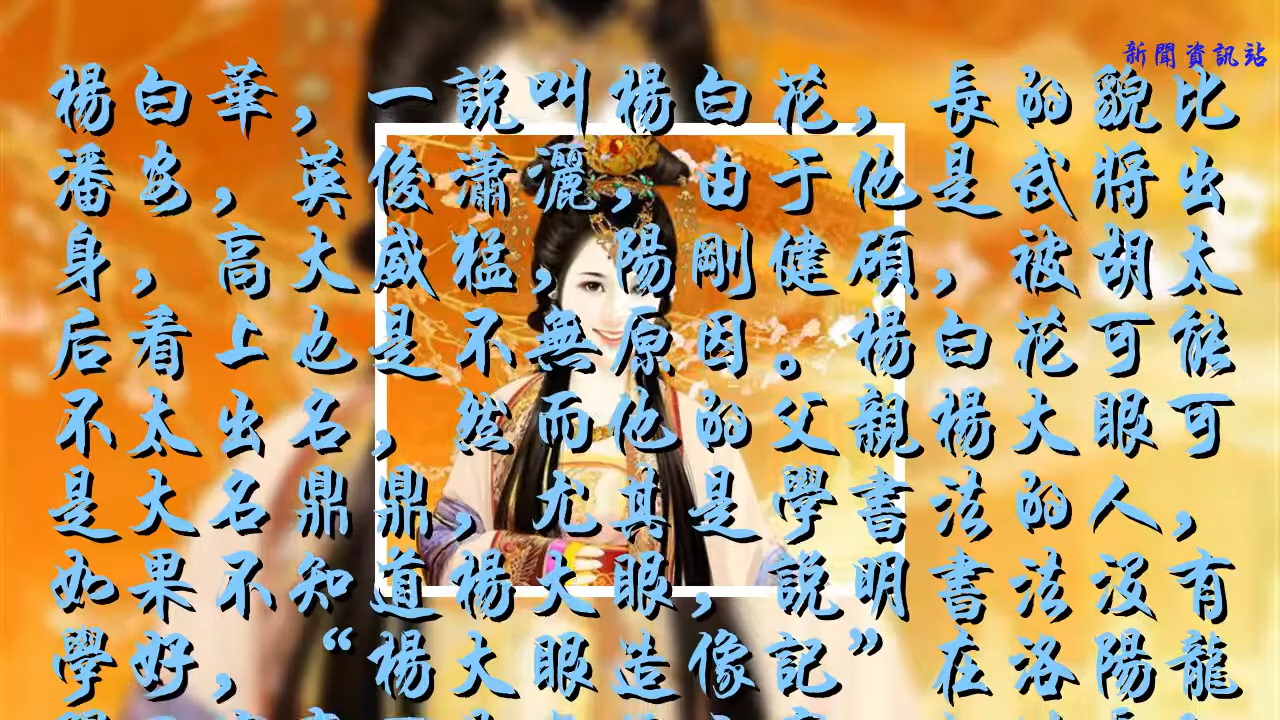 新聞資訊站
楊白華，一說叫楊白花，長的貌比
潘安，英俊瀟灑，由于他是武將出
身，高大威猛，陽剛健碩，被胡太
后看上也是不無原因。楊白花可能
不太出名，然而他的父親楊大眼可
是大名鼎鼎，尤其是學書法的人，
如果不知道楊大眼，説明書法沒有
學好，“楊大眼造像記”在洛陽龍